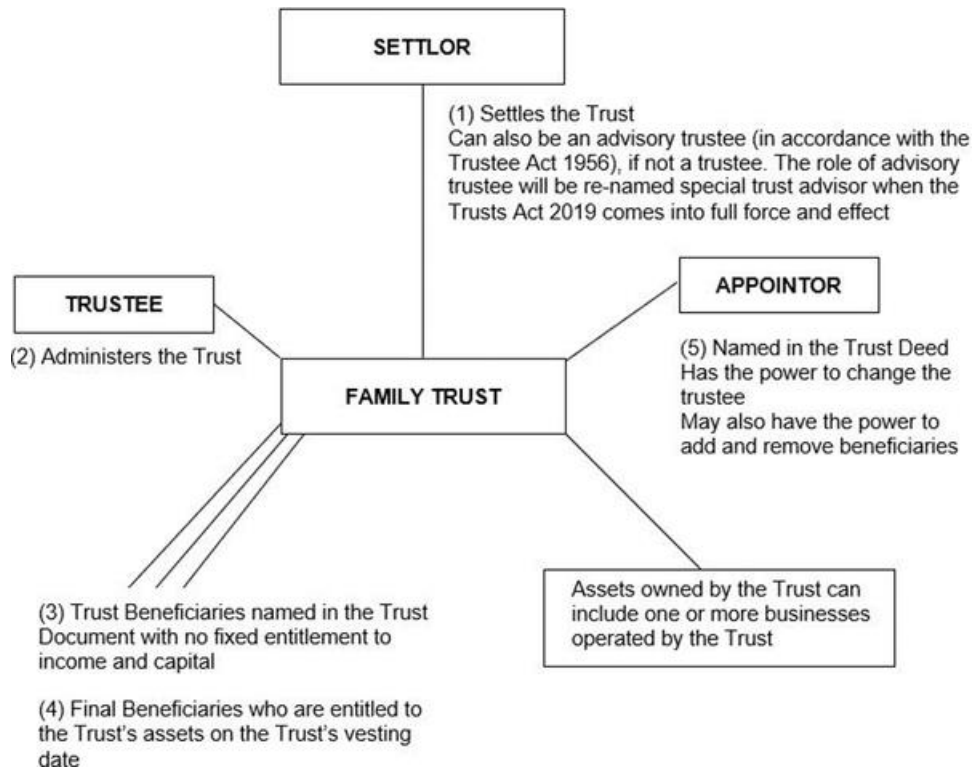 SETTLOR
(1) Settles the Trust
Can also be an advisory trustee (in accordance with the
Trustee Act 1956), if not a trustee. The role of advisory
trustee will be re-named special trust advisor when the
Trusts Act 2019 comes into full force and effect
TRUSTEE
(2) Administers the Trust
APPOINTOR
(5) Named in the Trust Deed
Has the power to change the
trustee
May also have the power to
add and remove beneficiaries
FAMILY TRUST
(3) Trust Beneficiaries named in the Trust
Document with no fixed entitlement to
income and capital
(4) Final Beneficiaries who are entitled to
the Trust's assets on the Trust's vesting
date
Assets owned by the Trust can
include one or more businesses
operated by the Trust